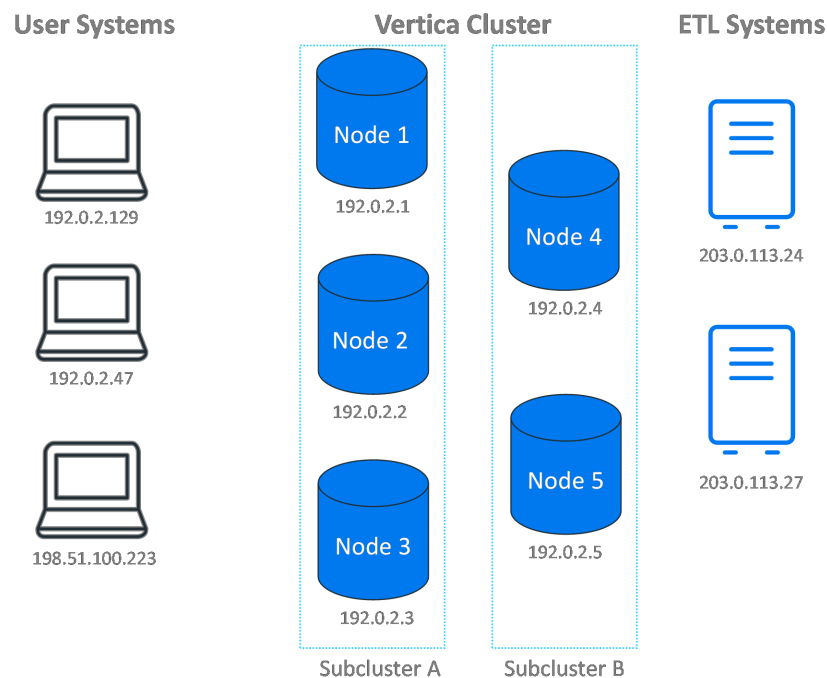 User Systems
Vertica Cluster
ETL Systems
192.0.2.129
192.0.2.47
198.51.100.223
Node 1
192.0.2.1
Node 2
192.0.2.2
Node 3
192.0.2.3
Subcluster A
Node 4
192.0.2.4
Node 5
192.0.2.5
Subcluster B
203.0.113.24
203.0.113.27